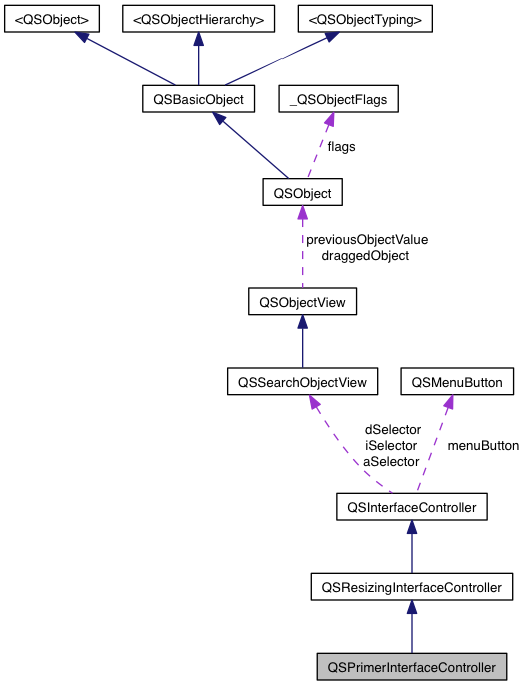 <QSObject>
<QSObjectHierarchy>
<QSObjectTyping>
QSBasicObject
_QSObjectFlags
flags
QSObject
previousObjectValue
draggedObject
QSObjectView
QSSearchObjectView
QSMenuButton
dSelector
iSelector
aSelector
menuButton
QSInterfaceController
QSResizingInterfaceController
QSPrimerInterfaceController